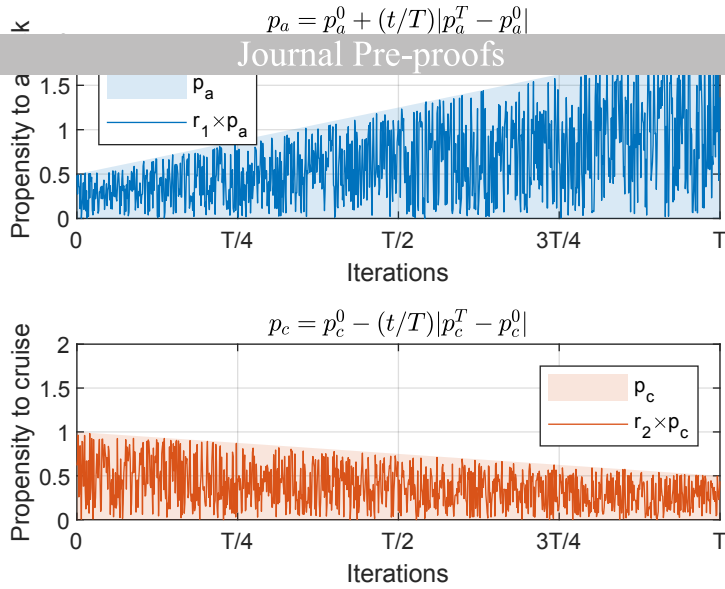 p_a = p_a^0 + (t/T)|p_a^T − p_a^0|
Journal Pre-proofs
Propensity to a k
1.5
1
0.5
0
p_a
r_1×p_a
0 T/4 T/2 3T/4 T
Iterations
p_c = p_c^0 − (t/T)|p_c^T − p_c^0|
Propensity to cruise
2
1.5
1
0.5
0
p_c
r_2×p_c
0 T/4 T/2 3T/4 T
Iterations